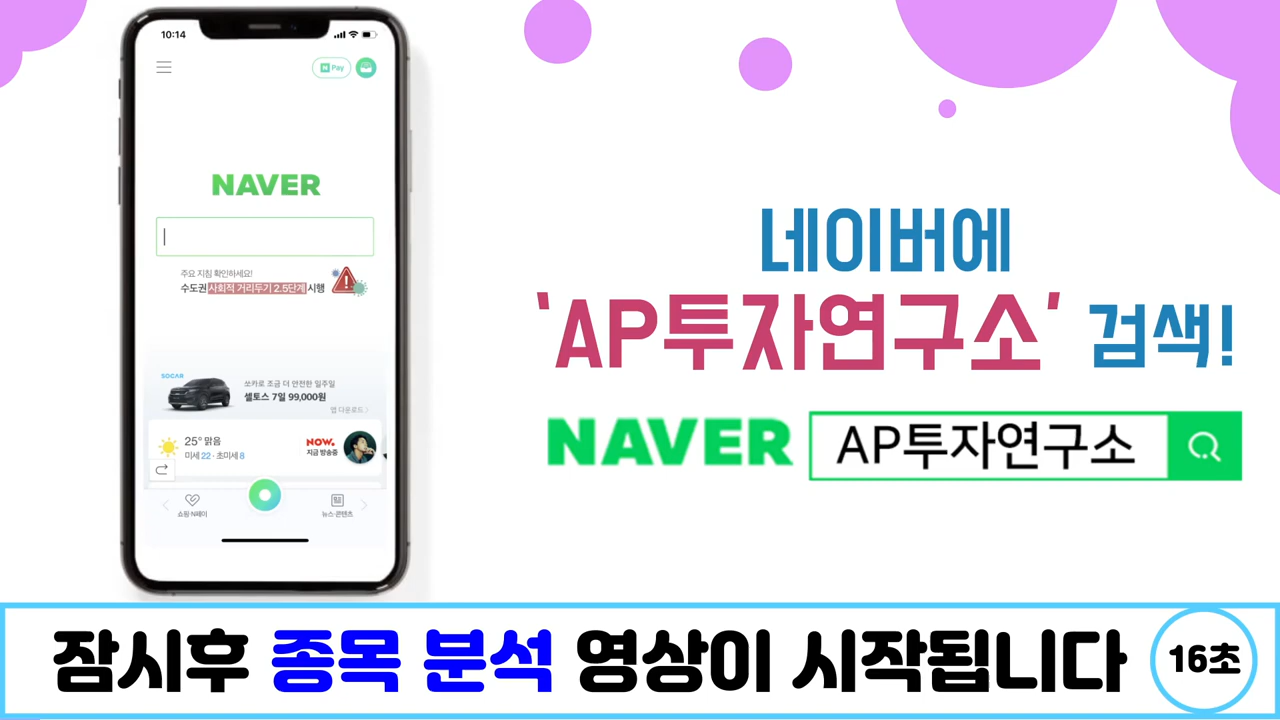 10:14
N Pay
NAVER
주요 지침 확인하세요!
수도권 사회적 거리두기 2.5단계 시행
SOCAR
쏘카로 조금 더 안전한 일주일
셀토스 7일 99,000원
앱 다운로드 〉
25° 맑음
미세 22 · 초미세 8
NOW.
지금 방송중
쇼핑·N페이
뉴스·콘텐츠
네이버에
'AP투자연구소' 검색!
NAVER AP투자연구소
잠시후 종목 분석 영상이 시작됩니다
16초